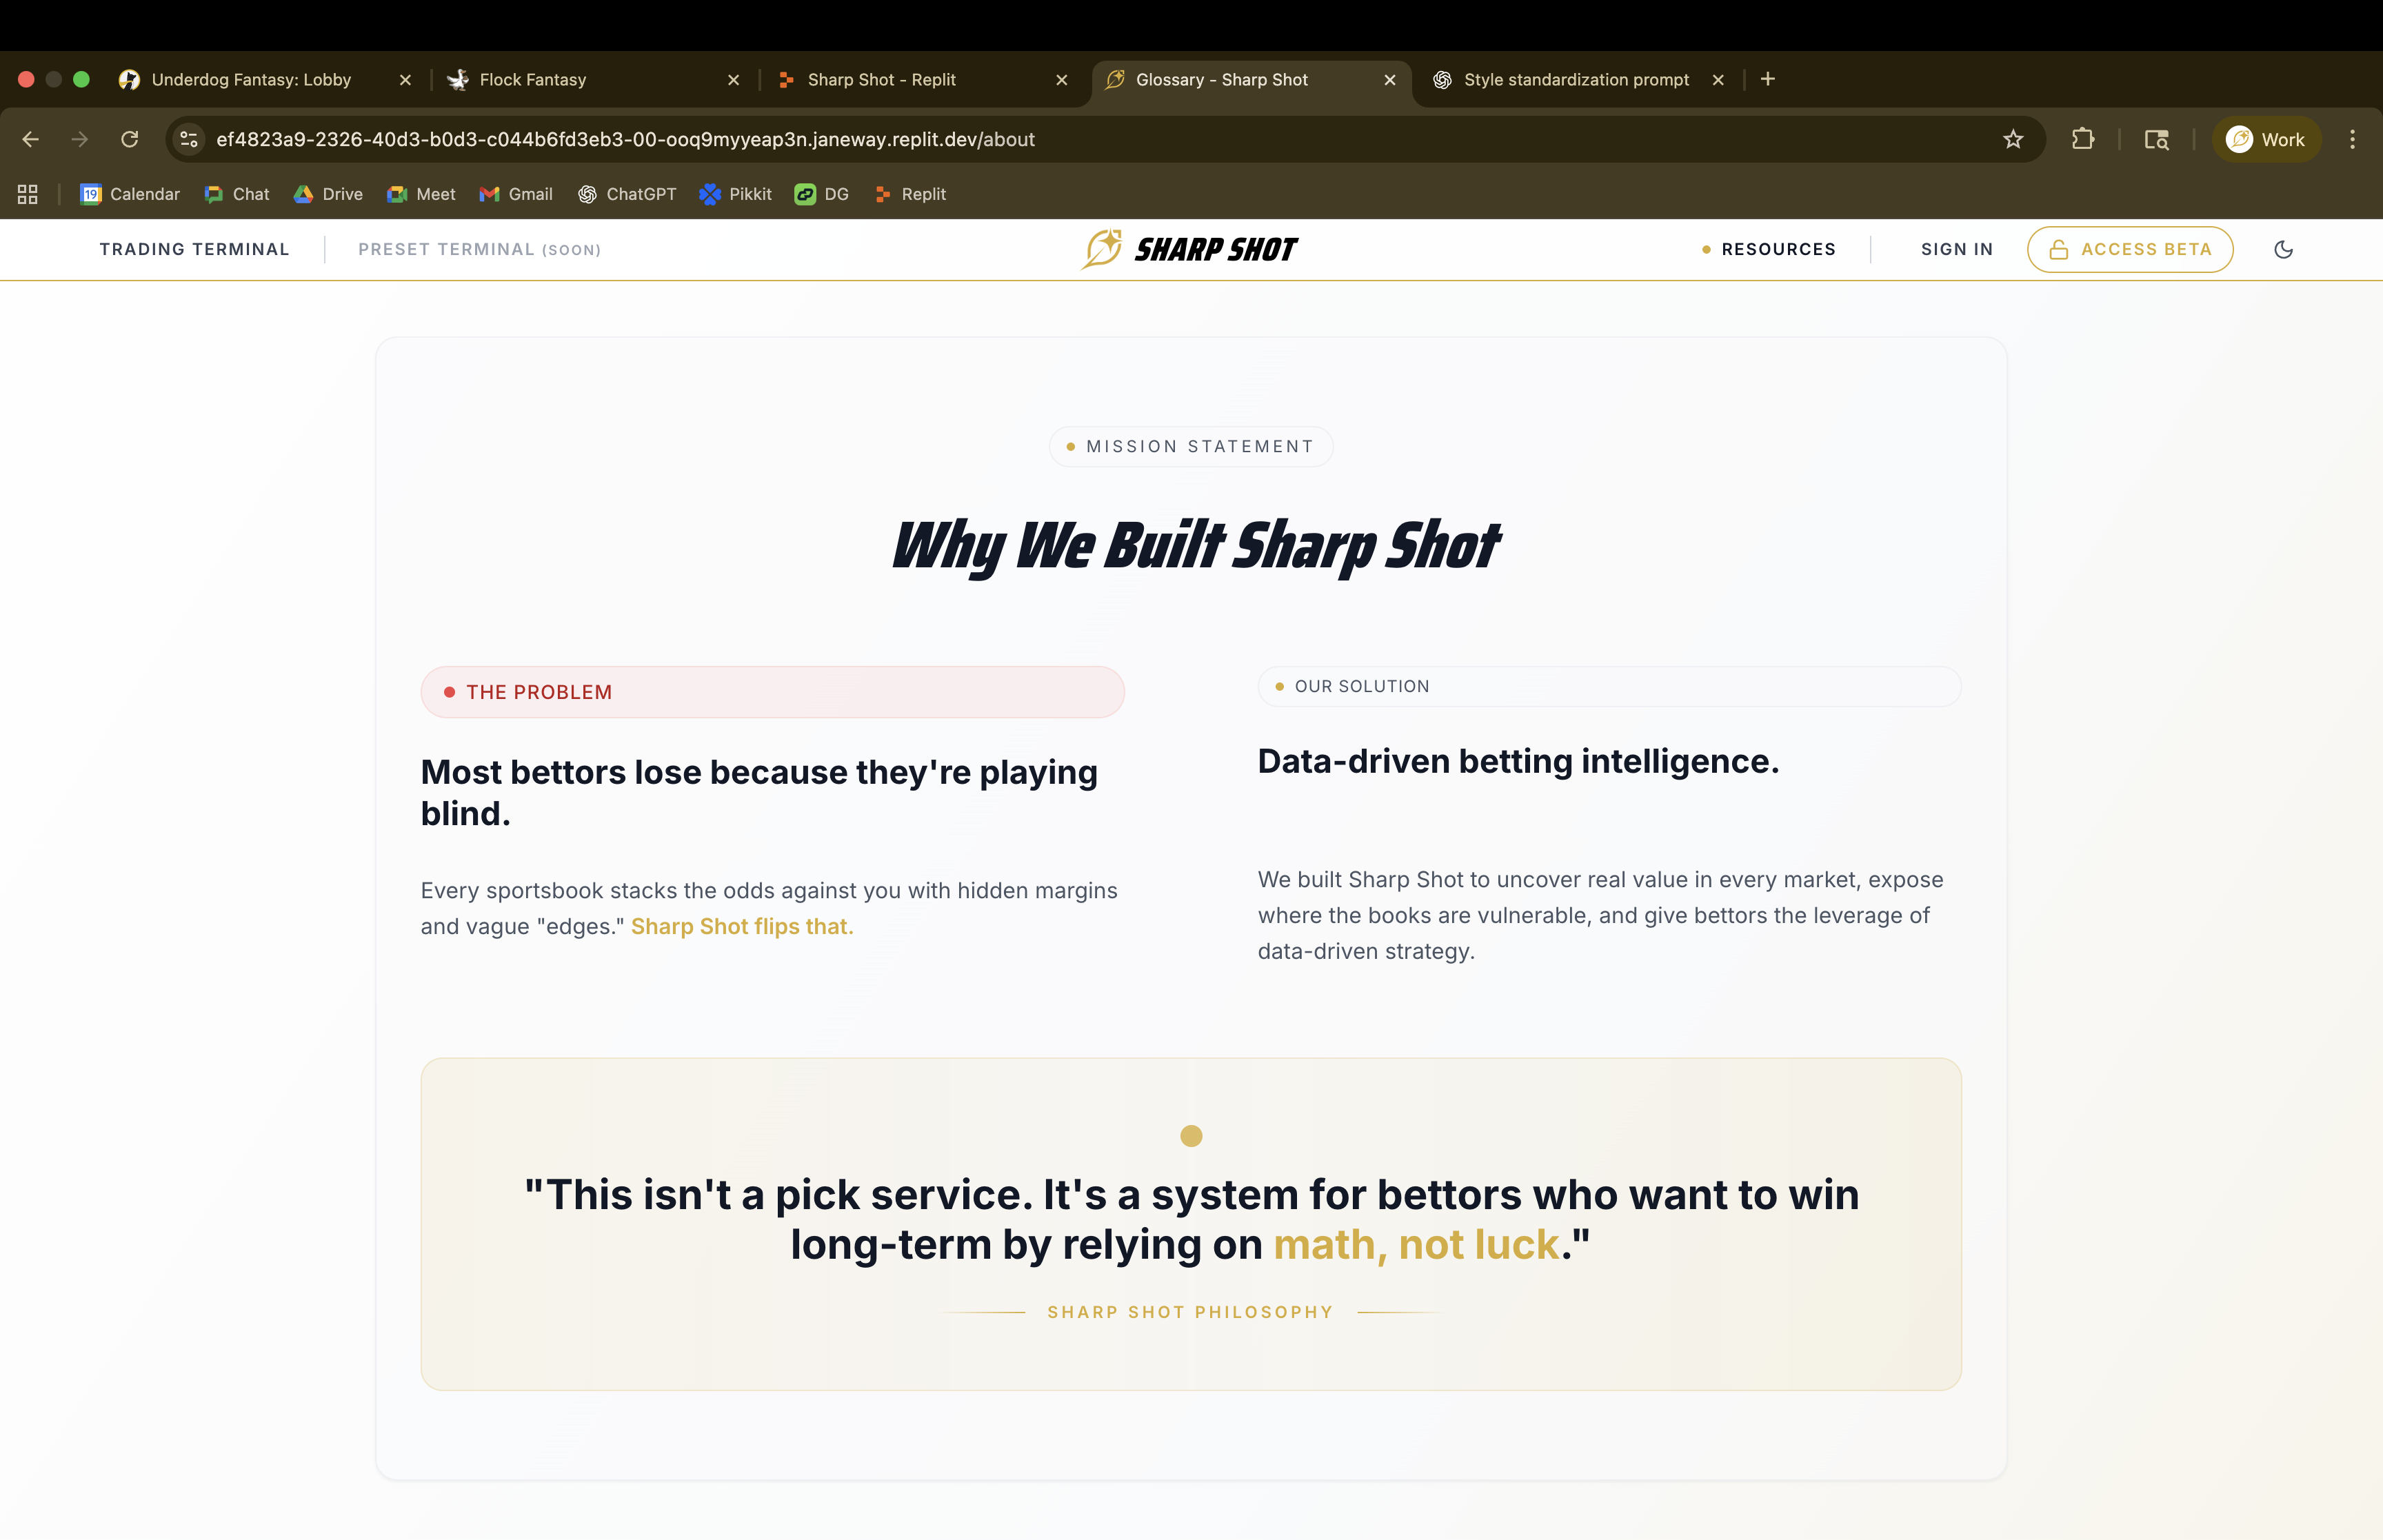 Underdog Fantasy: Lobby
Flock Fantasy
Sharp Shot - Replit
Glossary - Sharp Shot
Style standardization prompt
ef4823a9-2326-40d3-b0d3-c044b6fd3eb3-00-ooq9myyeap3n.janeway.replit.dev/about
Work
19 Calendar
Chat
Drive
Meet
Gmail
ChatGPT
Pikkit
DG
Replit
TRADING TERMINAL
PRESET TERMINAL (SOON)
SHARP SHOT
RESOURCES
SIGN IN
ACCESS BETA
MISSION STATEMENT
Why We Built Sharp Shot
THE PROBLEM
Most bettors lose because they're playing
blind.
Every sportsbook stacks the odds against you with hidden margins
and vague "edges." Sharp Shot flips that.
OUR SOLUTION
Data-driven betting intelligence.
We built Sharp Shot to uncover real value in every market, expose
where the books are vulnerable, and give bettors the leverage of
data-driven strategy.
"This isn't a pick service. It's a system for bettors who want to win
long-term by relying on math, not luck."
SHARP SHOT PHILOSOPHY